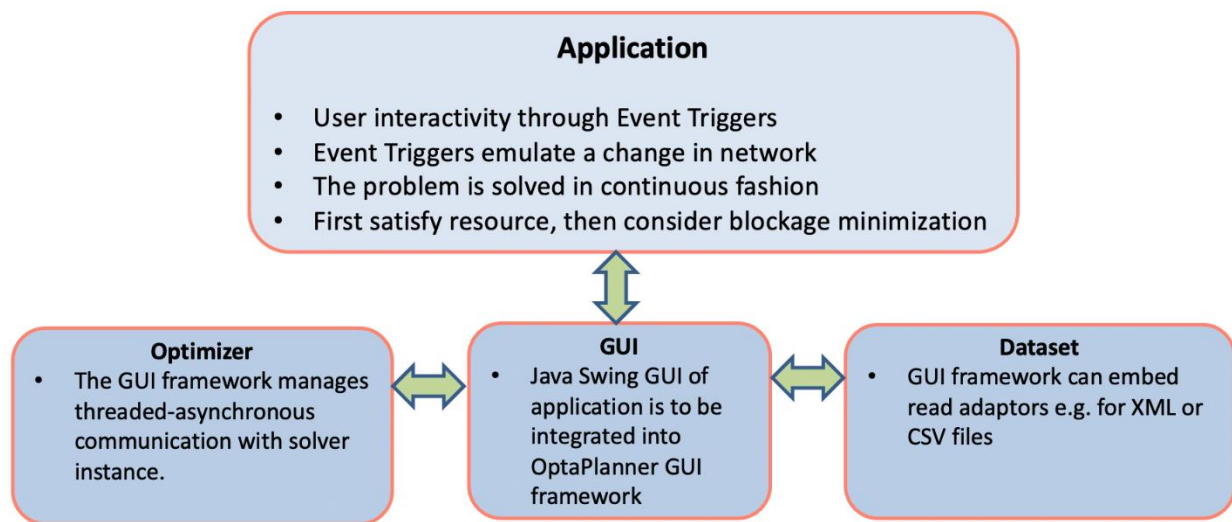 Application
• User interactivity through Event Triggers
• Event Triggers emulate a change in network
• The problem is solved in continuous fashion
• First satisfy resource, then consider blockage minimization
Optimizer
• The GUI framework manages
threaded-asynchronous
communication with solver
instance.
GUI
• Java Swing GUI of
application is to be
integrated into
OptaPlanner GUI
framework
Dataset
• GUI framework can embed
read adaptors e.g. for XML or
CSV files